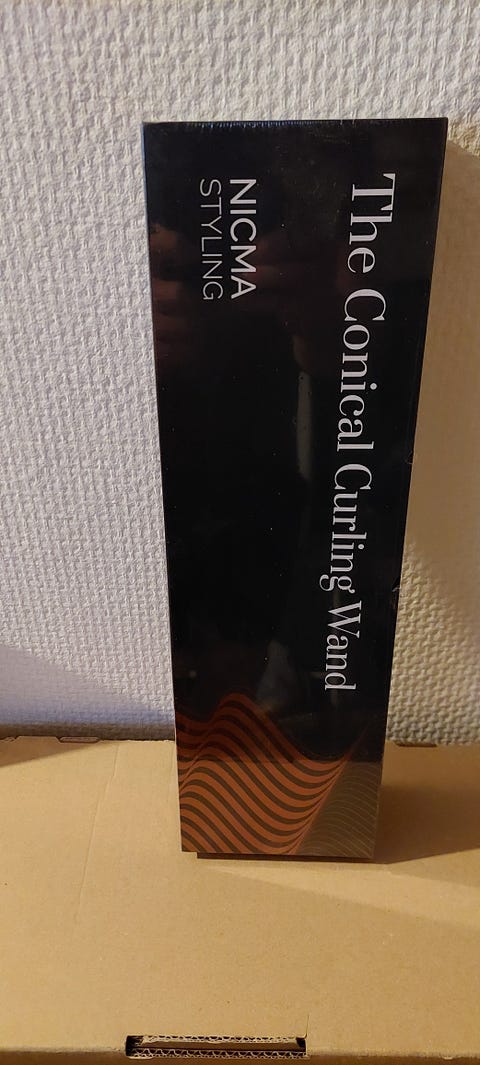 The Conical Curling Wand
NICMA
STYLING